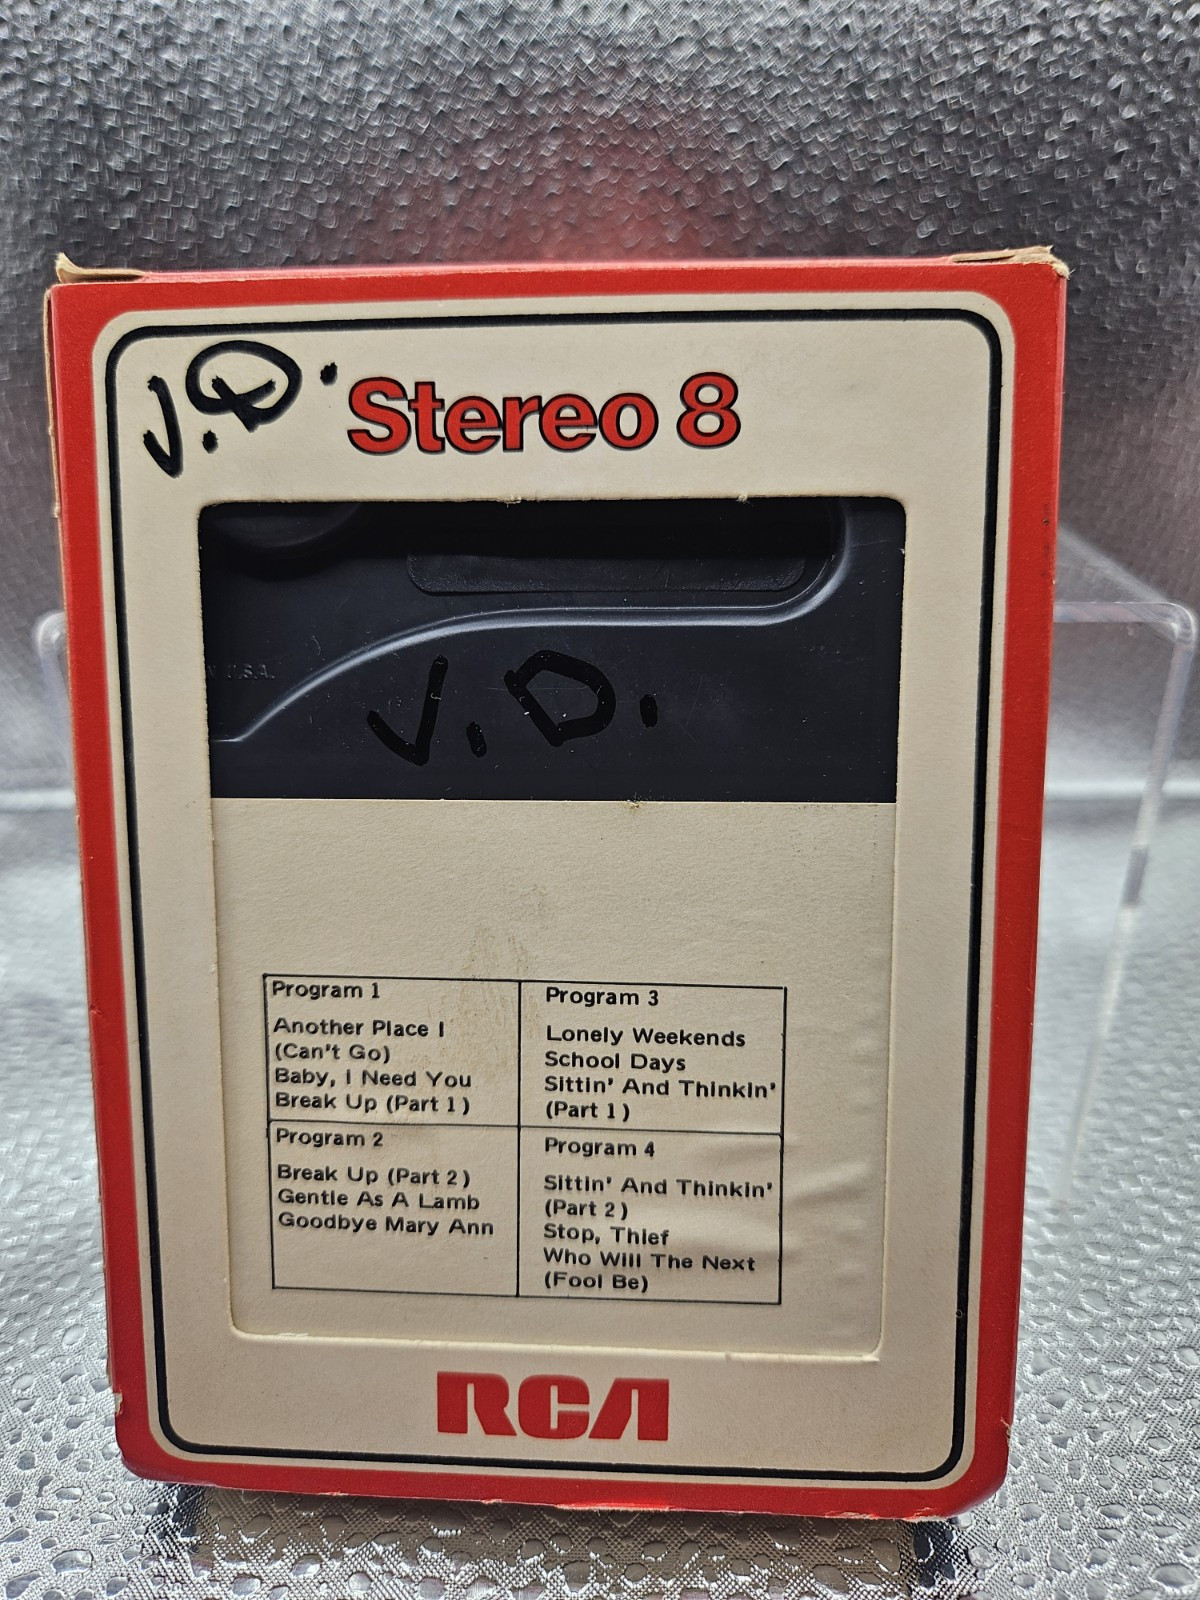 J.D.
Stereo 8
N U.S.A.
J.D.
Program 1
Another Place I
(Can't Go)
Baby, I Need You
Break Up (Part 1)
Program 2
Break Up (Part 2)
Gentle As A Lamb
Goodbye Mary Ann
Program 3
Lonely Weekends
School Days
Sittin' And Thinkin'
(Part 1)
Program 4
Sittin' And Thinkin'
(Part 2)
Stop, Thief
Who Will The Next
(Fool Be)
RCA